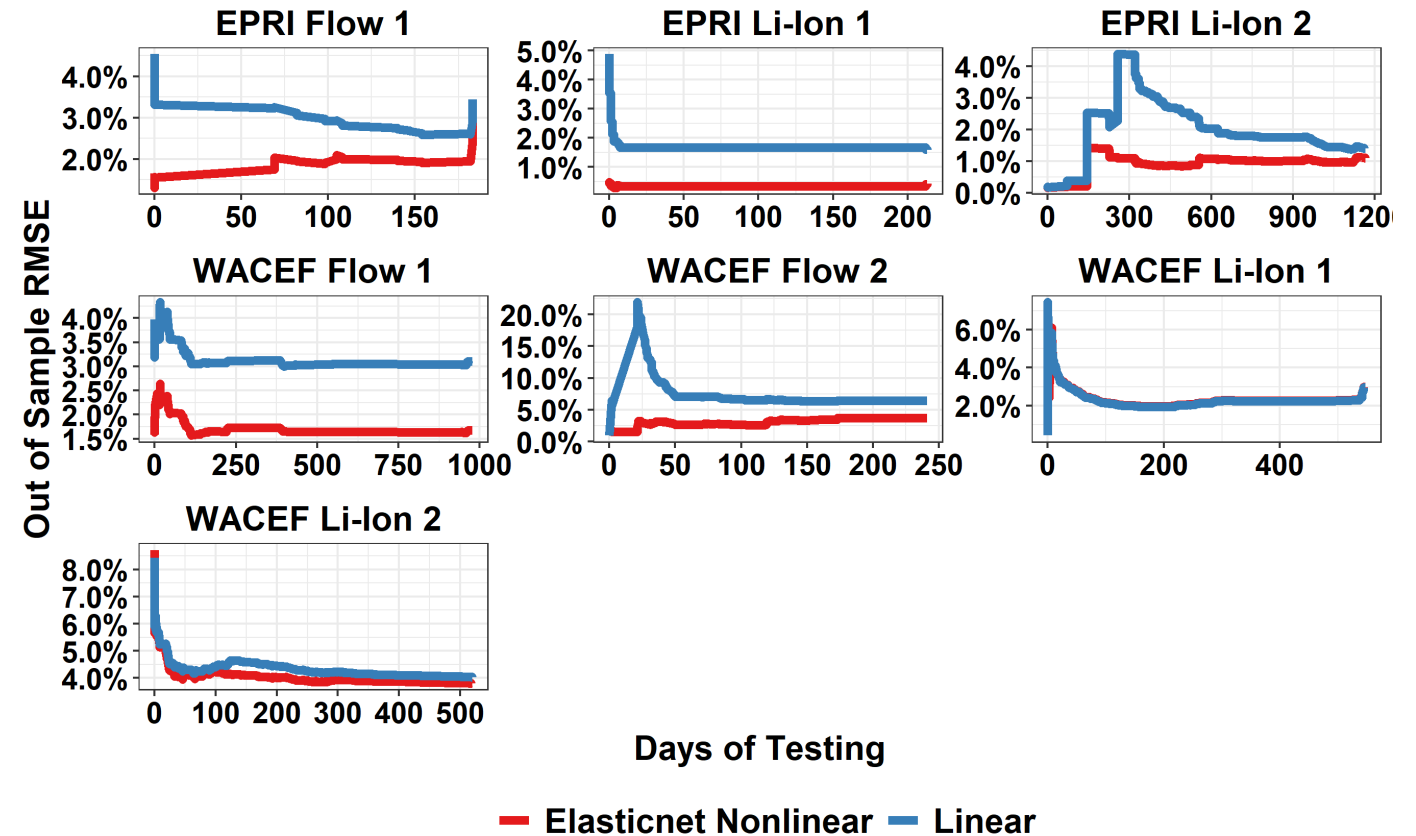 EPRI Flow 1
EPRI Li-Ion 1
EPRI Li-Ion 2
4.0%
3.0%
2.0%
0 50 100 150
5.0%
4.0%
3.0%
2.0%
1.0%
0 50 100 150 200
4.0%
3.0%
2.0%
1.0%
0.0%
0 300 600 900 120
Out of Sample RMSE
WACEF Flow 1
WACEF Flow 2
WACEF Li-Ion 1
4.0%
3.5%
3.0%
2.5%
2.0%
1.5%
0 250 500 750 1000
20.0%
15.0%
10.0%
5.0%
0.0%
0 50 100 150 200 250
6.0%
4.0%
2.0%
0 200 400
WACEF Li-Ion 2
8.0%
7.0%
6.0%
5.0%
4.0%
0 100 200 300 400 500
Days of Testing
Elasticnet Nonlinear Linear